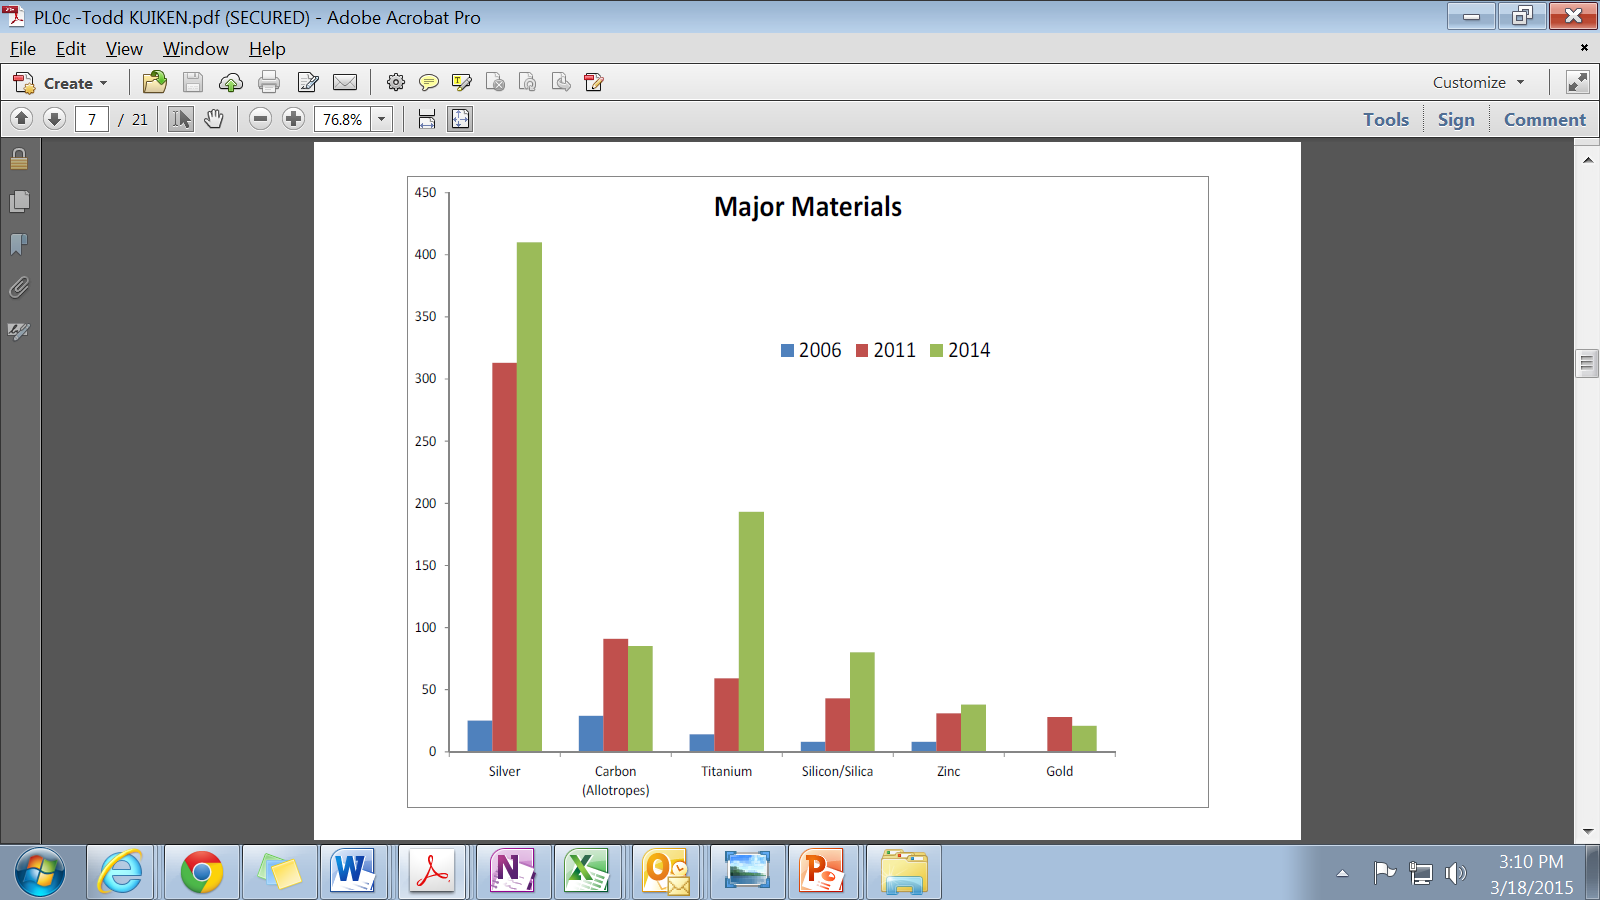 PL0c -Todd KUIKEN.pdf (SECURED) - Adobe Acrobat Pro
File Edit View Window Help
Create Customize
7 / 21 76.8% Tools Sign Comment
Major Materials
450
400
350
300
250
200
150
100
50
0
2006 2011 2014
Silver Carbon (Allotropes) Titanium Silicon/Silica Zinc Gold
3:10 PM
3/18/2015